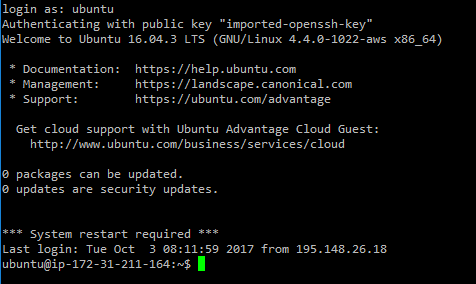 login as: ubuntu
Authenticating with public key "imported-openssh-key"
Welcome to Ubuntu 16.04.3 LTS (GNU/Linux 4.4.0-1022-aws x86_64)
* Documentation:  https://help.ubuntu.com
* Management:     https://landscape.canonical.com
* Support:        https://ubuntu.com/advantage
Get cloud support with Ubuntu Advantage Cloud Guest:
http://www.ubuntu.com/business/services/cloud
0 packages can be updated.
0 updates are security updates.
*** System restart required ***
Last login: Tue Oct  3 08:11:59 2017 from 195.148.26.18
ubuntu@ip-172-31-211-164:~$